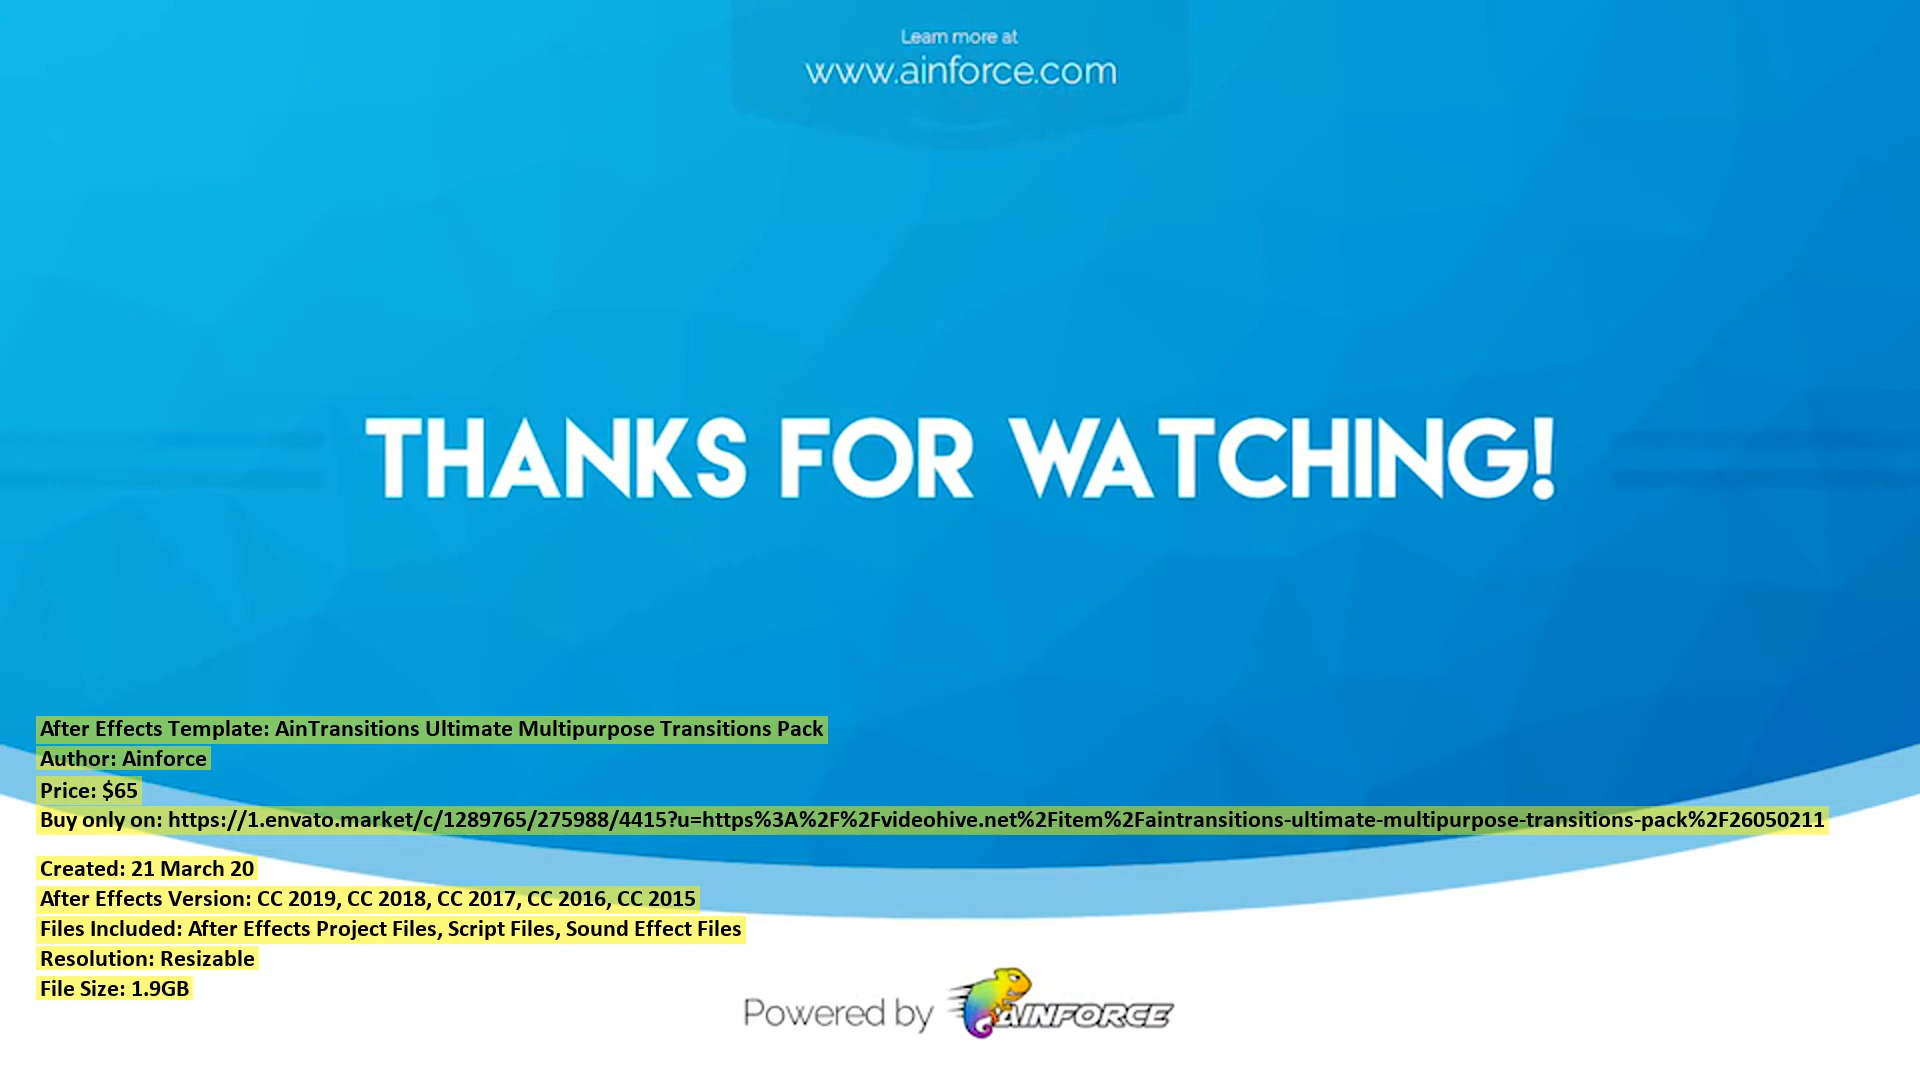 Learn more at
www.ainforce.com
THANKS FOR WATCHING!
After Effects Template: AinTransitions Ultimate Multipurpose Transitions Pack
Author: Ainforce
Price: $65
Buy only on: https://1.envato.market/c/1289765/275988/4415?u=https%3A%2F%2Fvideohive.net%2Fitem%2Faintransitions-ultimate-multipurpose-transitions-pack%2F26050211
Created: 21 March 20
After Effects Version: CC 2019, CC 2018, CC 2017, CC 2016, CC 2015
Files Included: After Effects Project Files, Script Files, Sound Effect Files
Resolution: Resizable
File Size: 1.9GB
Powered by AINFORCE